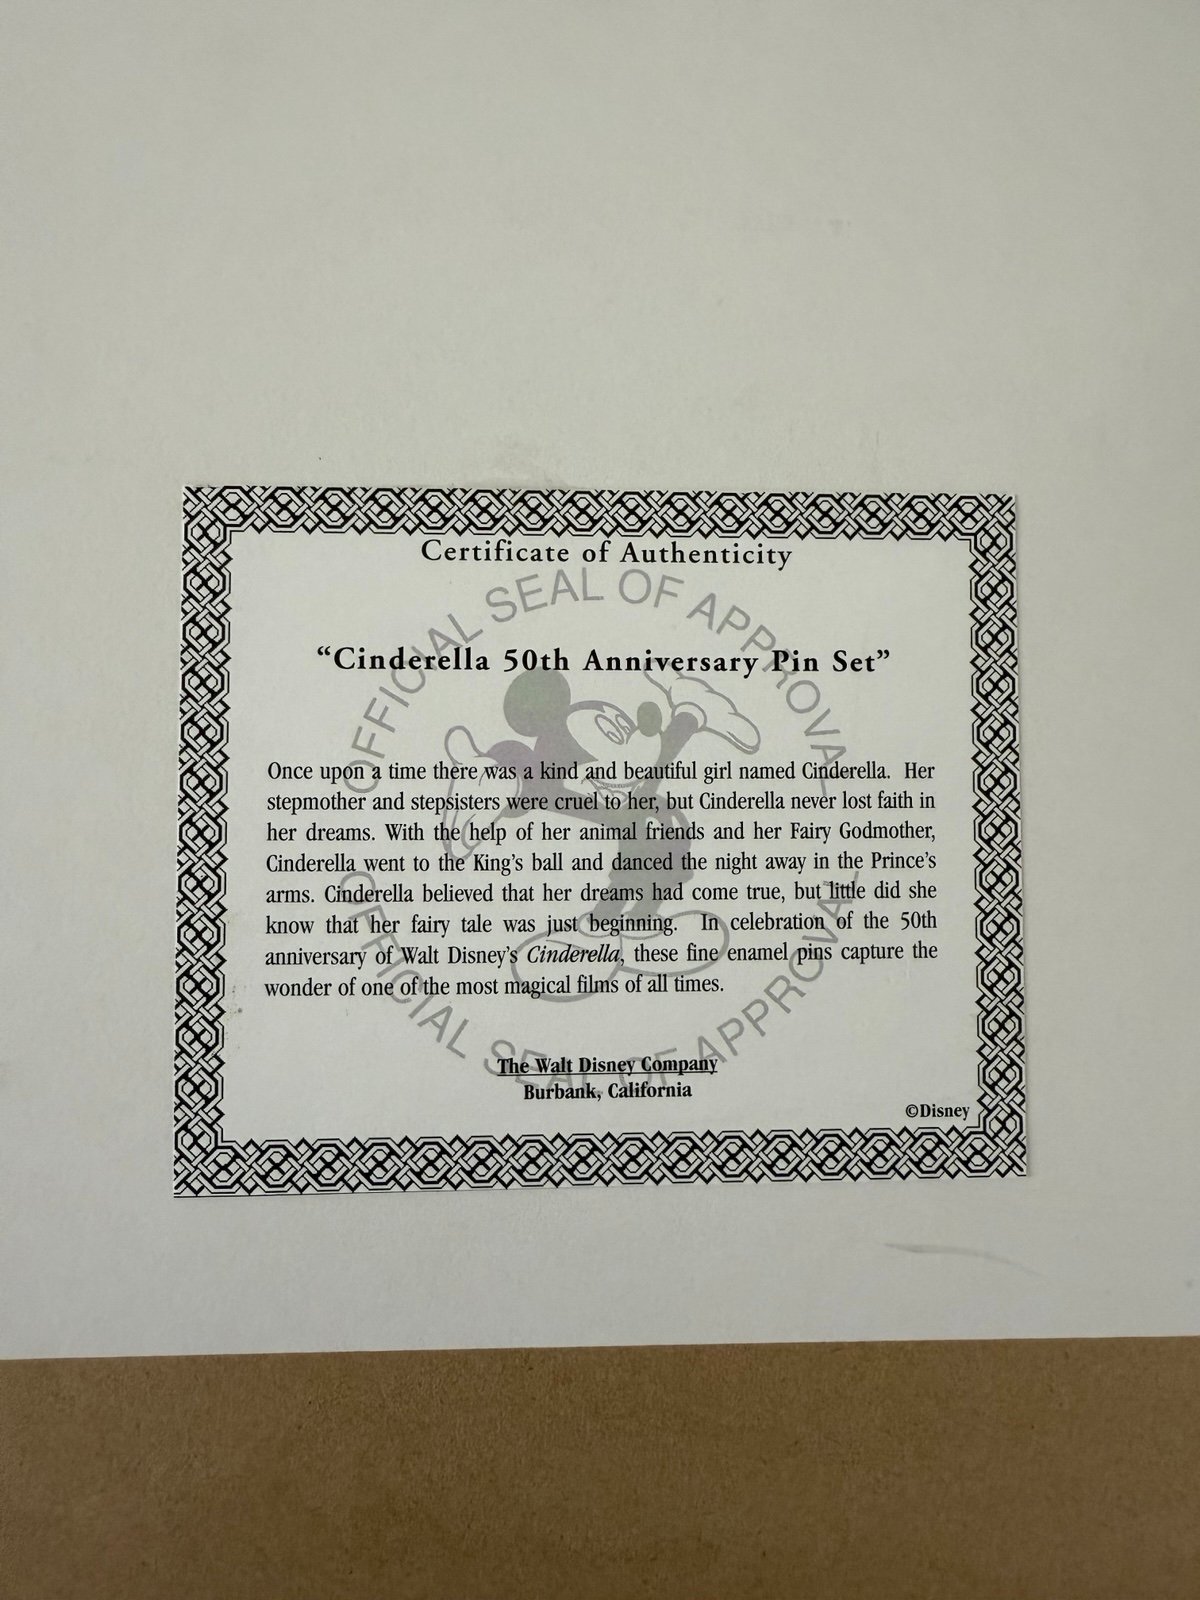 Certificate of Authenticity
OFFICIAL SEAL OF APPROVAL
“Cinderella 50th Anniversary Pin Set”
Once upon a time there was a kind and beautiful girl named Cinderella. Her
stepmother and stepsisters were cruel to her, but Cinderella never lost faith in
her dreams. With the help of her animal friends and her Fairy Godmother,
Cinderella went to the King's ball and danced the night away in the Prince's
arms. Cinderella believed that her dreams had come true, but little did she
know that her fairy tale was just beginning. In celebration of the 50th
anniversary of Walt Disney's Cinderella, these fine enamel pins capture the
wonder of one of the most magical films of all times.
OFFICIAL SEAL OF APPROVAL
The Walt Disney Company
Burbank, California
©Disney